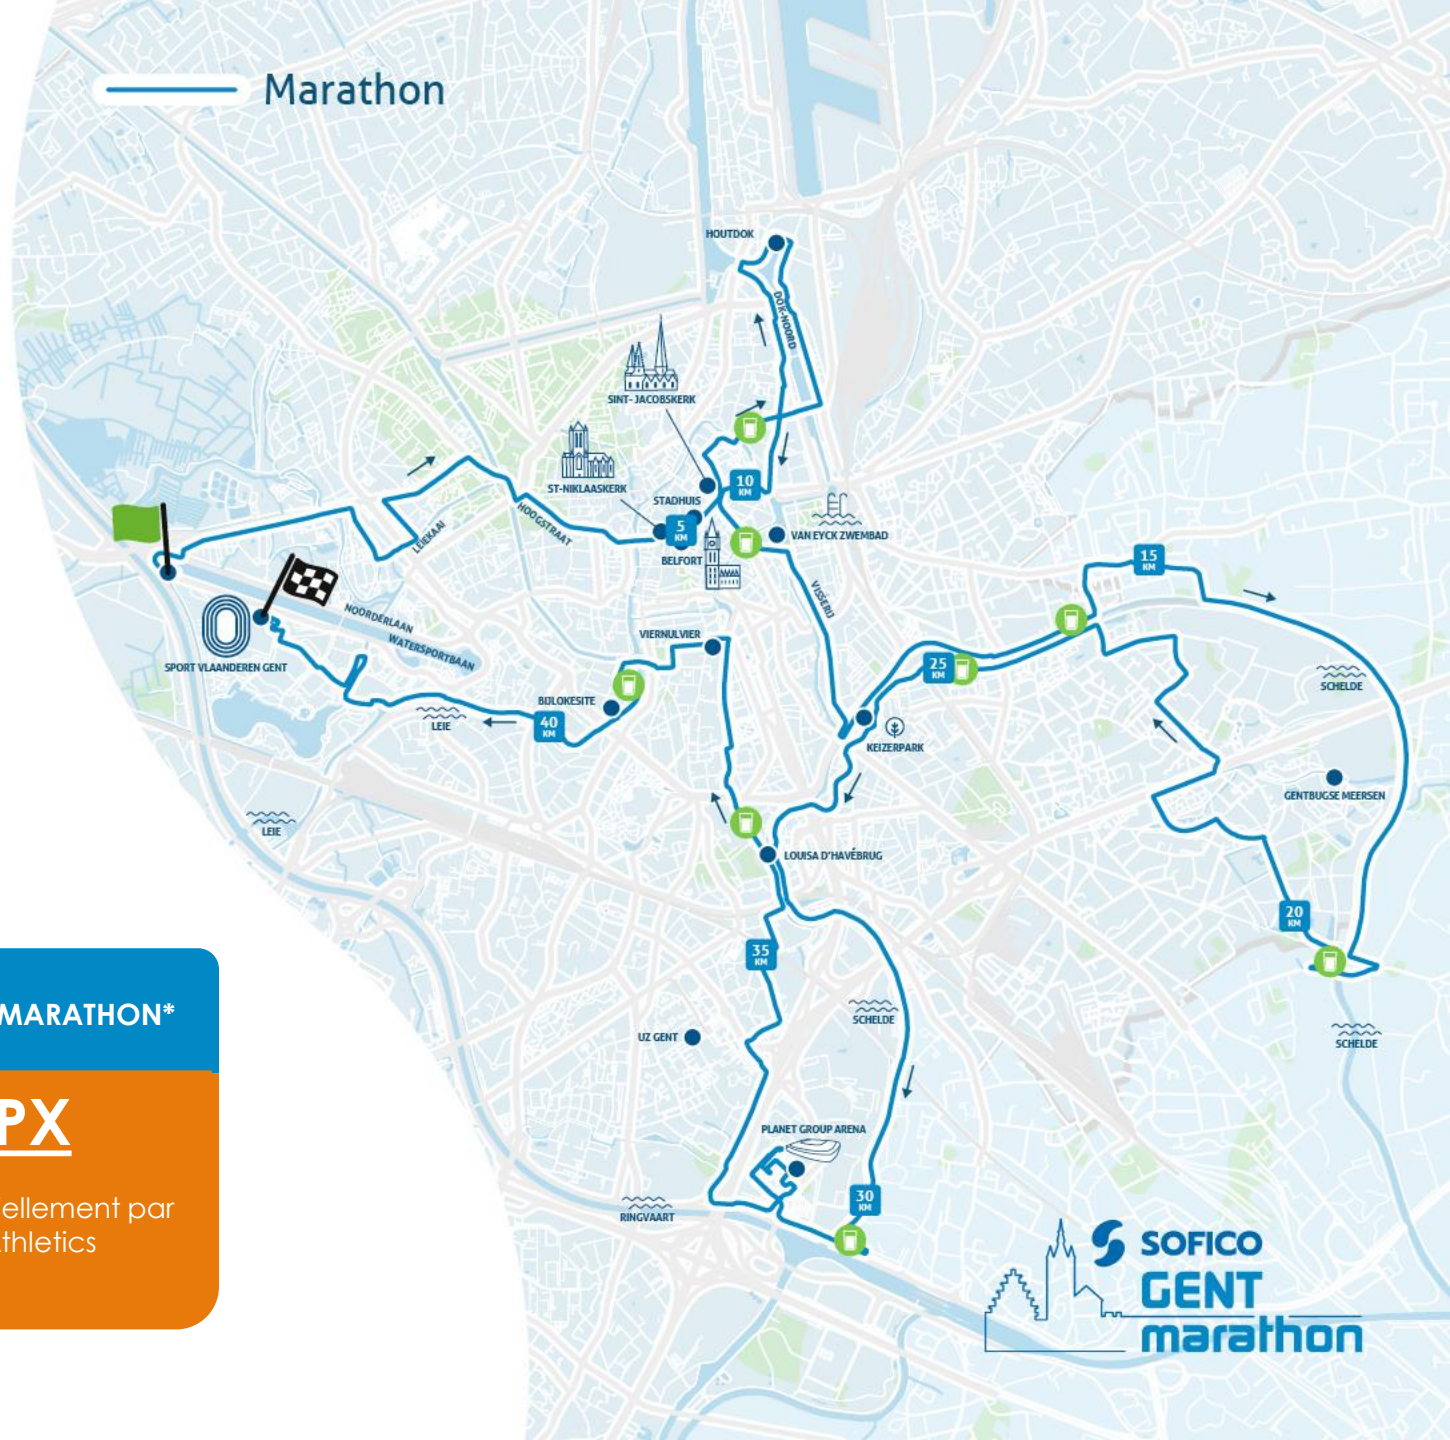 Marathon
HOUTDOK
DOK-NOORD
SINT- JACOBSKERK
ST-NIKLAASKERK
STADHUIS
10
KM
5
KM
BELFORT
VAN EYCK ZWEMBAD
HOOGSTRAAT
LEIEKAAI
VISSERIJ
15
KM
NOORDERLAAN
WATERSPORTBAAN
SPORT VLAANDEREN GENT
VIERNULVIER
25
KM
SCHELDE
BIJLOKESITE
40
KM
LEIE
KEIZERPARK
GENTBUGSE MEERSEN
LEIE
LOUISA D'HAVÉBRUG
20
KM
35
KM
SCHELDE
UZ GENT
SCHELDE
PLANET GROUP ARENA
30
KM
RINGVAART
MARATHON*
PX
ellement par
thletics
SOFICO
GENT
marathon